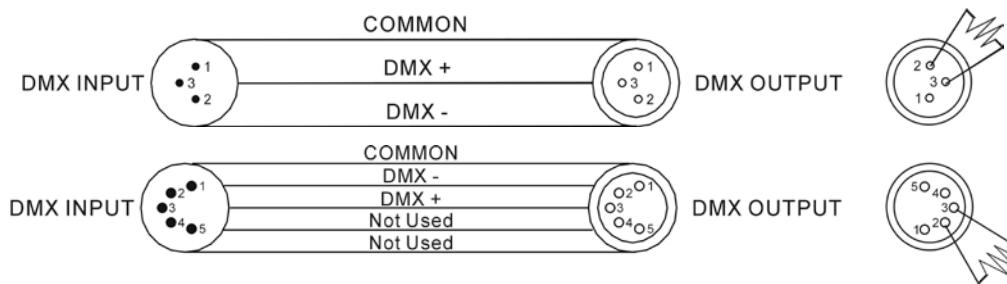 COMMON
DMX INPUT
1
3
2
DMX +
DMX -
1
3
2
DMX OUTPUT
2
3
1
COMMON
DMX -
DMX +
Not Used
Not Used
DMX INPUT
1
2
3
4
5
1
2
3
4
5
DMX OUTPUT
5
4
3
2
1